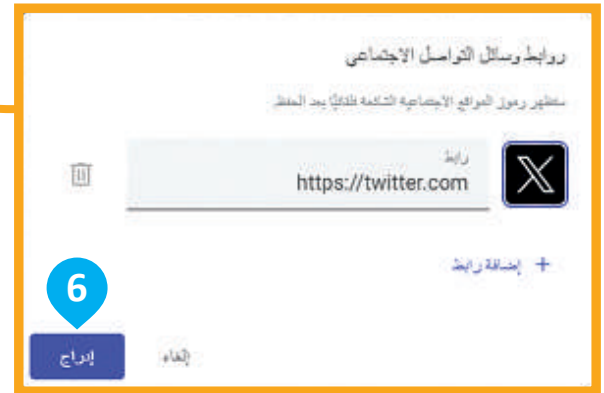 روابط وسائل التواصل الاجتماعي
ستظهر رموز المواقع الاجتماعية الشائعة تلقائيًا بعد الحفظ.
رابط
https://twitter.com
+ إضافة رابط
6
إلغاء
إدراج